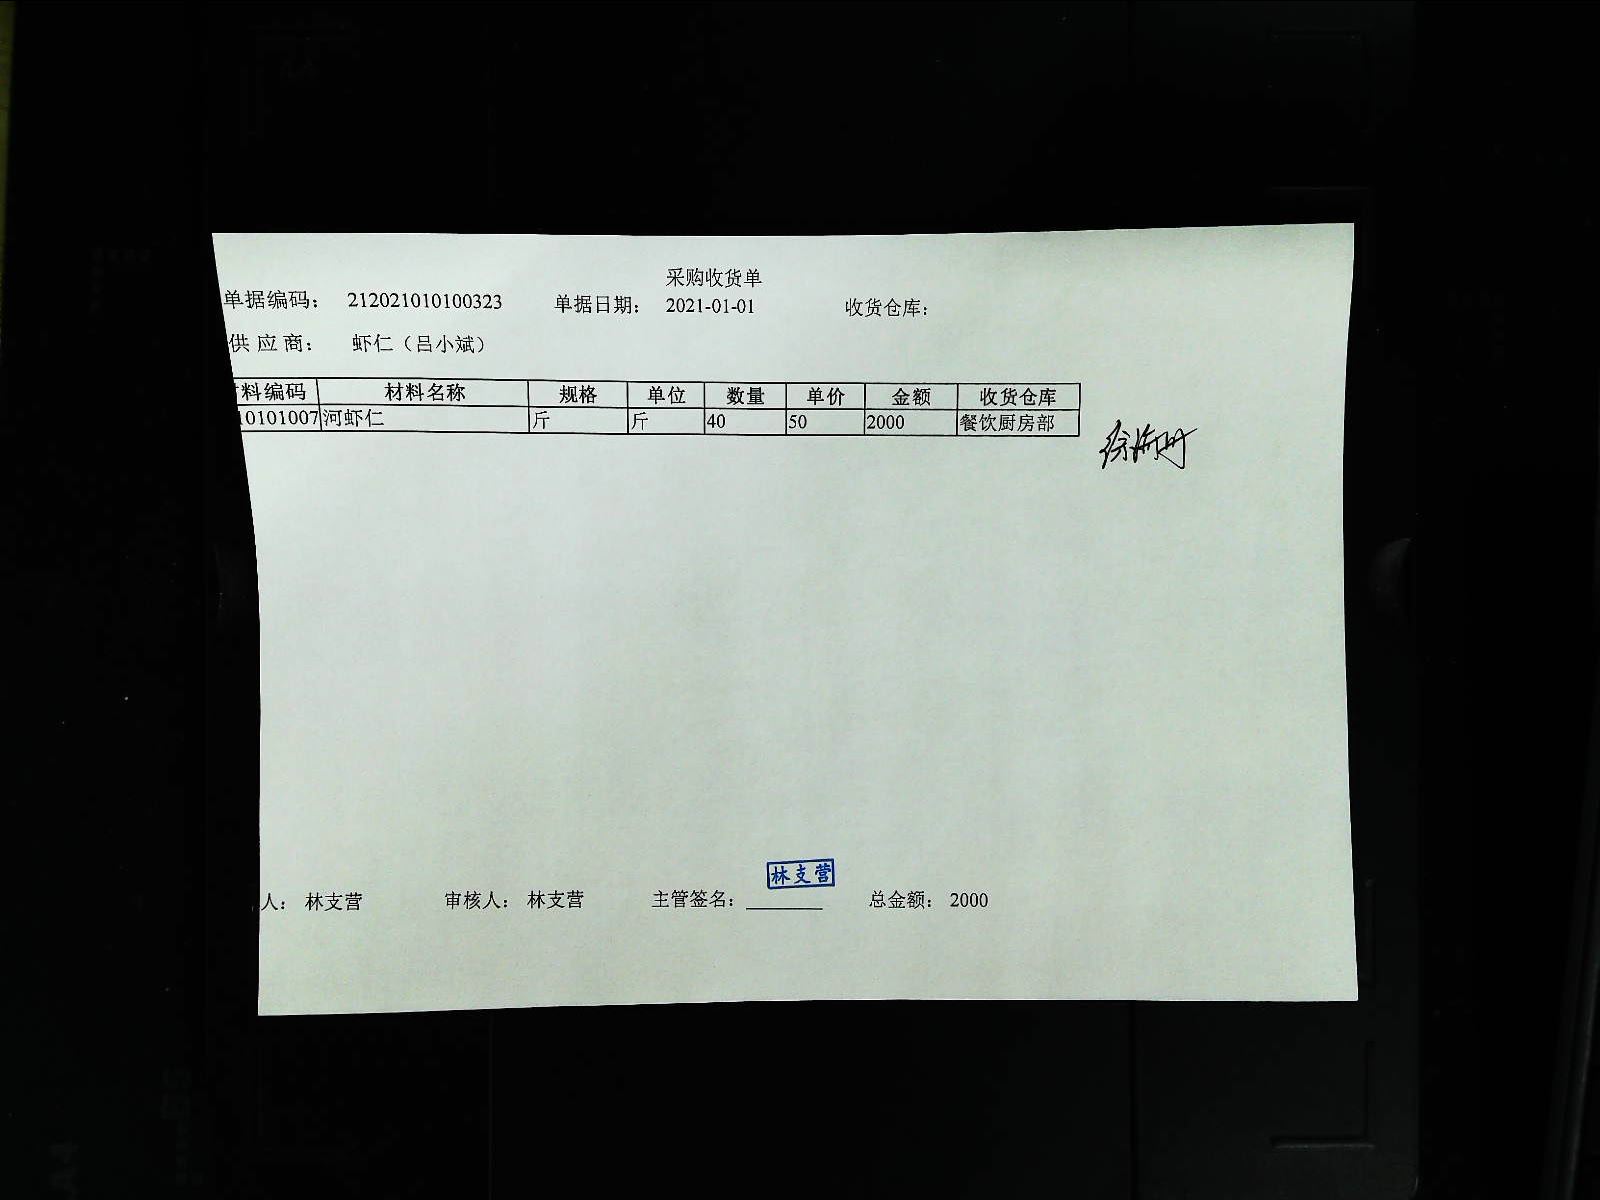 采购收货单
单据编码: 212021010100323 单据日期: 2021-01-01 收货仓库:
供 应 商: 虾仁（吕小斌）
料编码 材料名称 规格 单位 数量 单价 金额 收货仓库
10101007 河虾仁 斤 斤 40 50 2000 餐饮厨房部
林支营
人: 林支营 审核人: 林支营 主管签名: 总金额: 2000